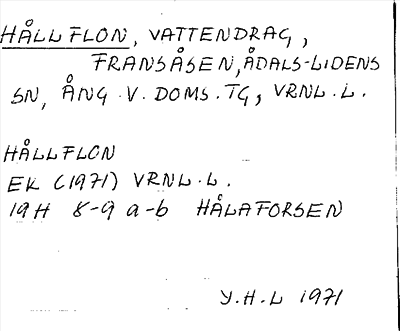 HÅLLFLON, VATTENDRAG,
FRANSÅSEN, ÅDALS-LIDENS
SN, ÅNG. V. DOMS. TG, VRNL. L.
HÅLLFLON
EK (1971) VRNL. L.
19H 8-9 a-b HÅLAFORSEN
Y.H.L 1971